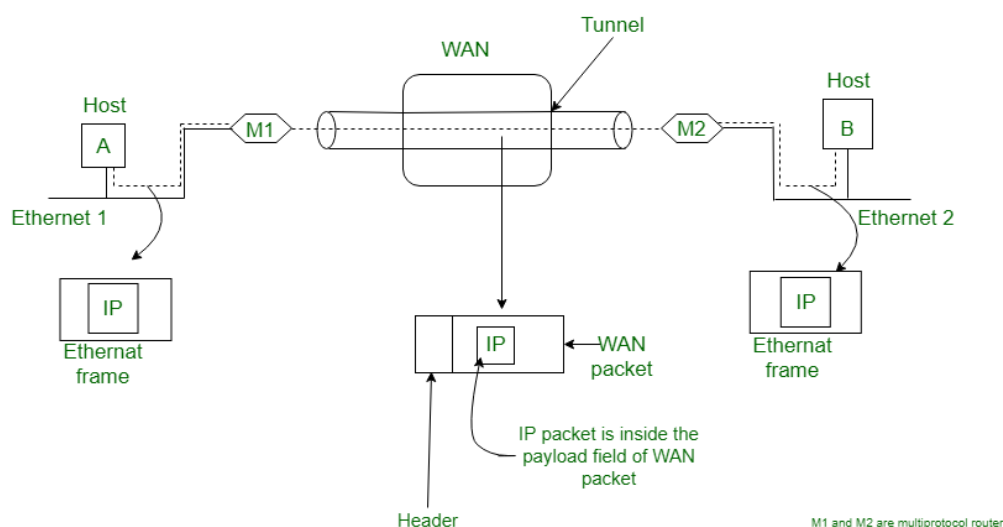 Tunnel
WAN
Host
A
M1
M2
Host
B
Ethernet 1
Ethernet 2
IP
Ethernat
frame
IP
WAN
packet
IP
Ethernat
frame
IP packet is inside the
payload field of WAN
packet
Header
M1 and M2 are multiprotocol router